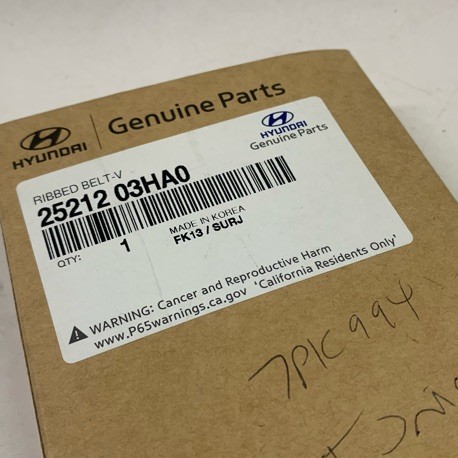 HYUNDAI
Genuine Parts
HYUNDAI
Genuine Parts
RIBBED BELT-V
25212 03HA0
QTY: 1
MADE IN KOREA
FK13 / SURJ
WARNING: Cancer and Reproductive Harm
www.P65warnings.ca.gov 'California Residents Only'
7PK994